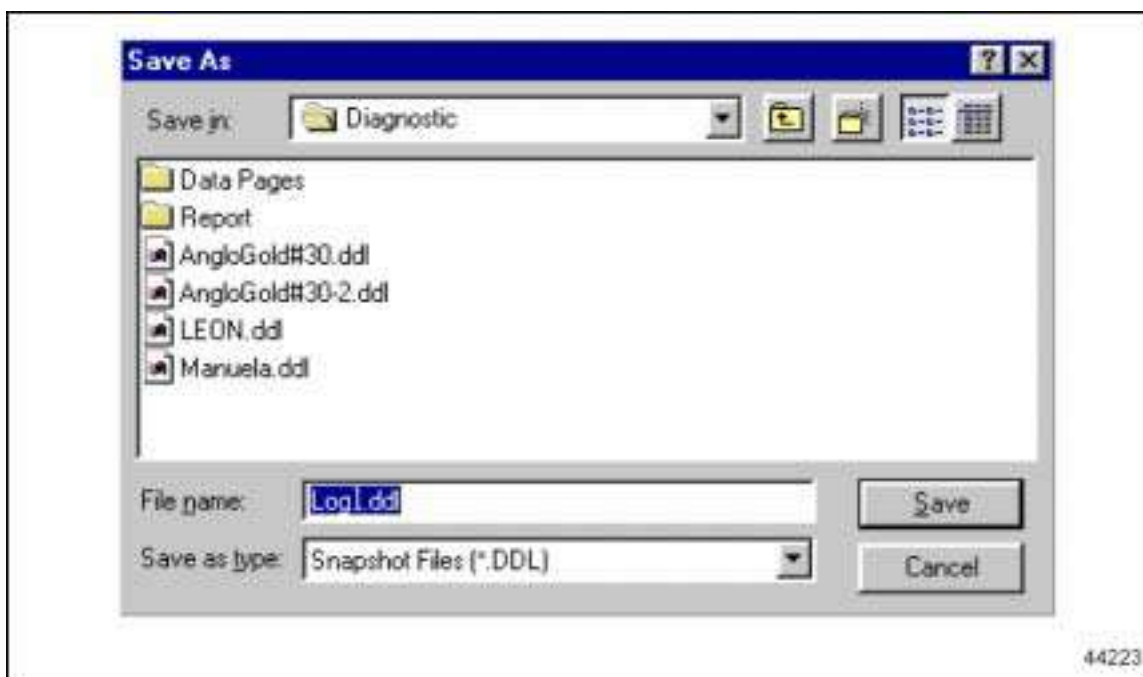 Save As
Save in: Diagnostic
Data Pages
Report
AngloGold#30.ddl
AngloGold#30-2.ddl
LEON.ddl
Manuela.ddl
File name: Log1.ddl Save
Save as type: Snapshot Files (*.DDL) Cancel
44223